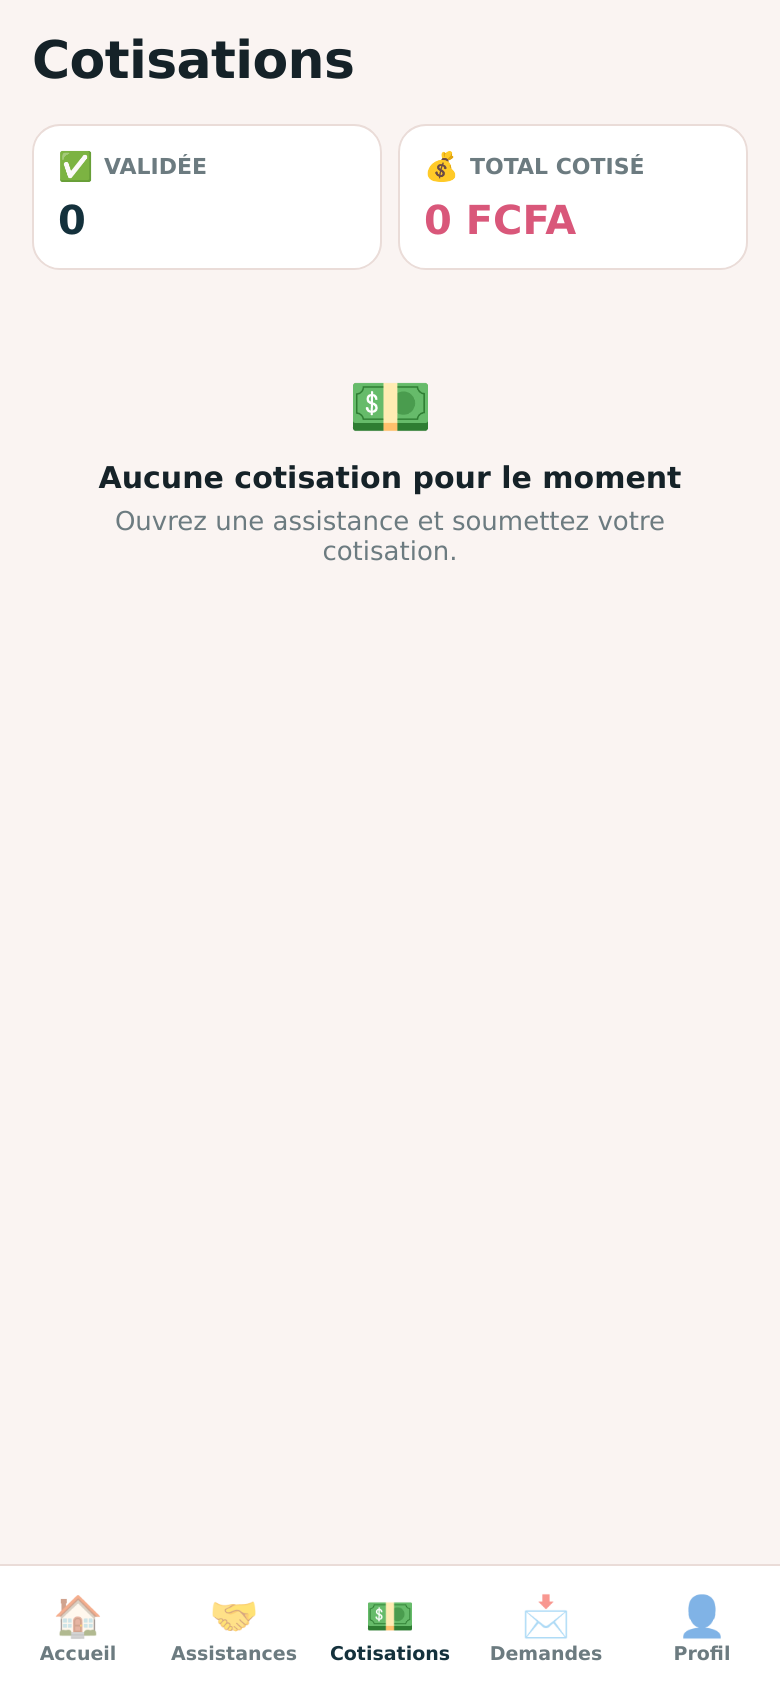 Cotisations
VALIDÉE
0
TOTAL COTISÉ
0 FCFA
Aucune cotisation pour le moment
Ouvrez une assistance et soumettez votre
cotisation.
Accueil
Assistances
Cotisations
Demandes
Profil